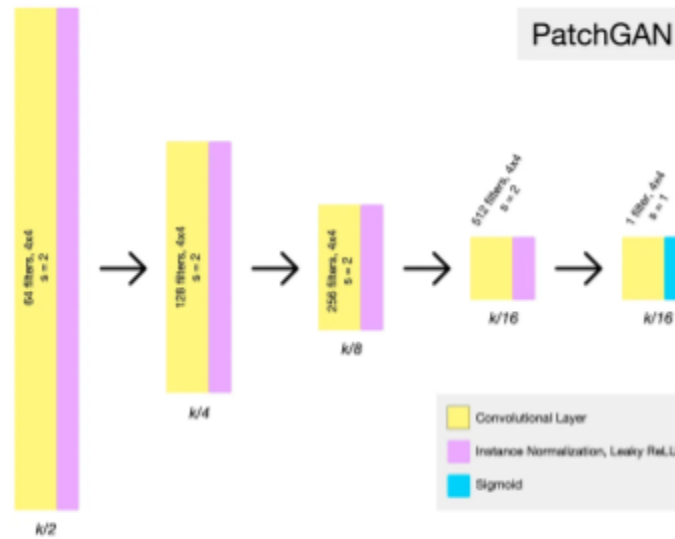 PatchGAN
64 filters, 4x4
s = 2
k/2
128 filters, 4x4
s = 2
k/4
256 filters, 4x4
s = 2
k/8
512 filters, 4x4
s = 2
k/16
1 filter, 4x4
s = 1
k/16
Convolutional Layer
Instance Normalization, Leaky ReLU
Sigmoid